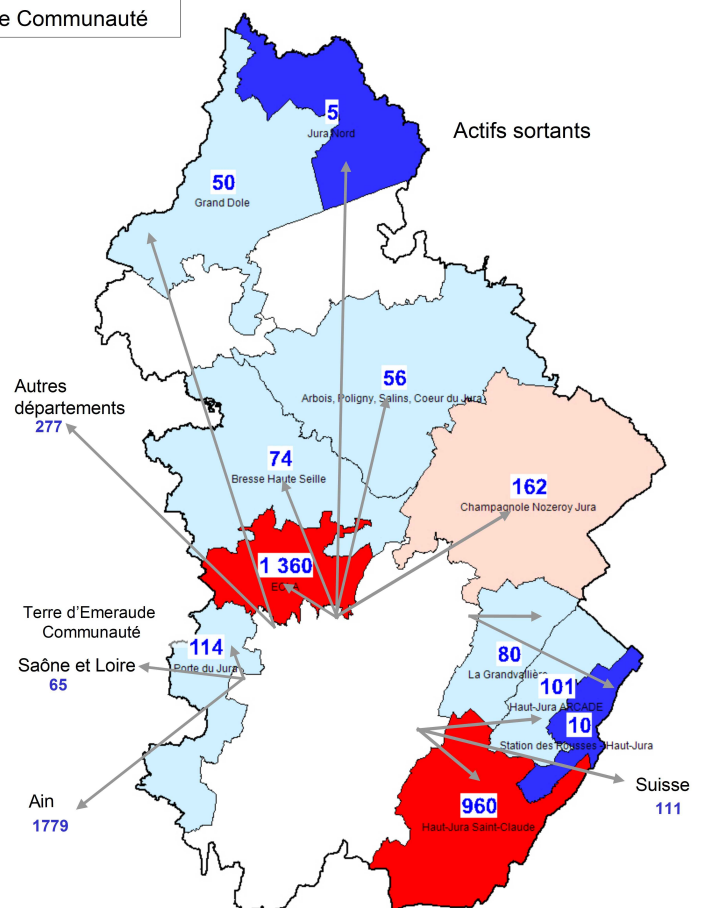 e Communauté
5
Jura Nord
Actifs sortants
50
Grand Dole
56
Arbois, Poligny, Salins, Coeur du Jura
Autres
départements
277
74
Bresse Haute Seille
162
Champagnole Nozeroy Jura
1 360
Terre d’Emeraude
Communauté
114
Porte du Jura
Saône et Loire
65
80
La Grandvallière
101
Haut-Jura ARCADE
10
Station des Rousses - Haut-Jura
Suisse
111
Ain
1779
960
Haut-Jura Saint-Claude